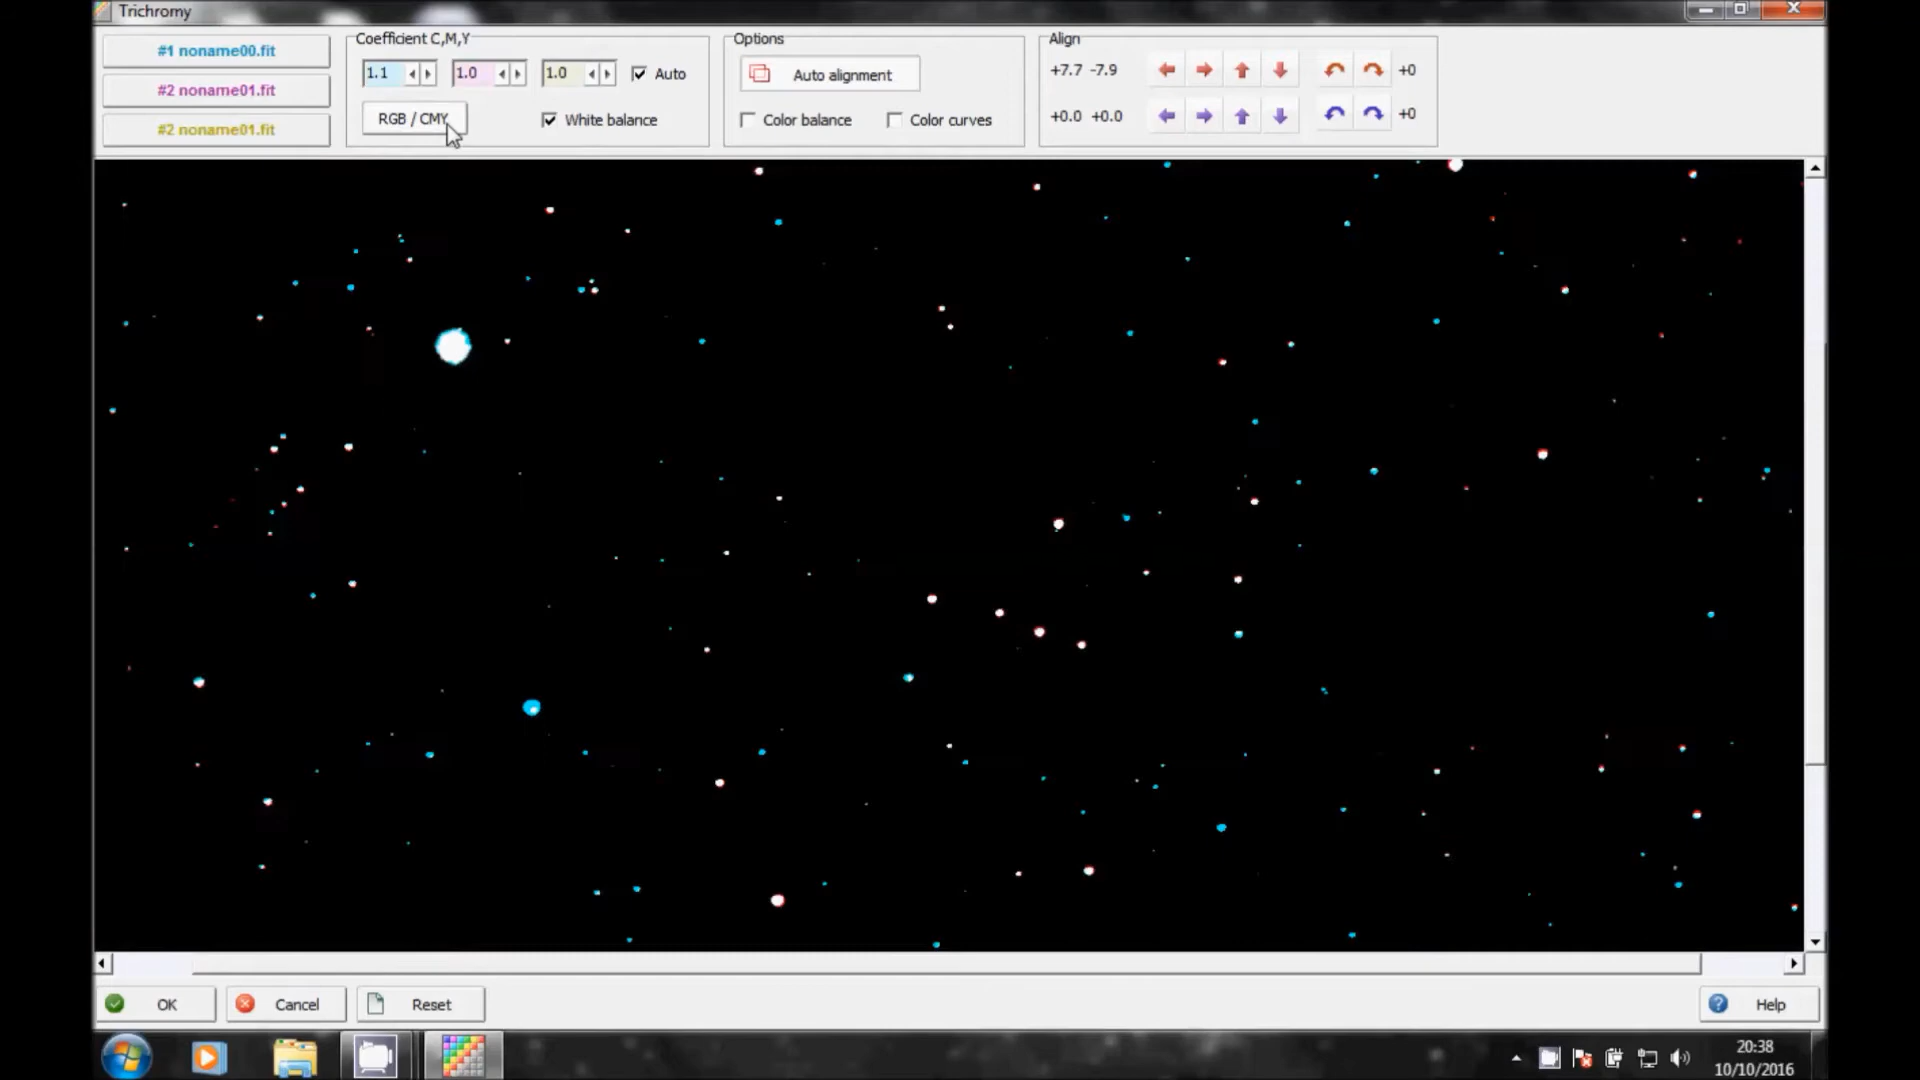 Trichromy
#1 noname00.fit
#2 noname01.fit
#2 noname01.fit
Coefficient C,M,Y
1.1
1.0
1.0
Auto
RGB / CMY
White balance
Options
Auto alignment
Color balance
Color curves
Align
+7.7 -7.9
+0
+0.0 +0.0
+0
OK
Cancel
Reset
Help
20:38
10/10/2016